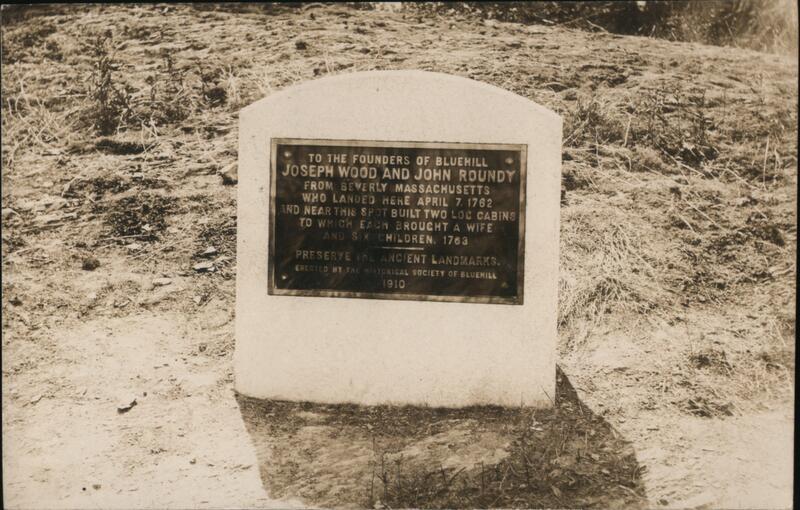 TO THE FOUNDERS OF BLUEHILL
JOSEPH WOOD AND JOHN ROUNDY
FROM BEVERLY MASSACHUSETTS
WHO LANDED HERE APRIL 7, 1762
AND NEAR THIS SPOT BUILT TWO LOG CABINS
TO WHICH EACH BROUGHT A WIFE
AND SIX CHILDREN, 1763
PRESERVE THE ANCIENT LANDMARKS.
ERECTED BY THE HISTORICAL SOCIETY OF BLUEHILL
1910